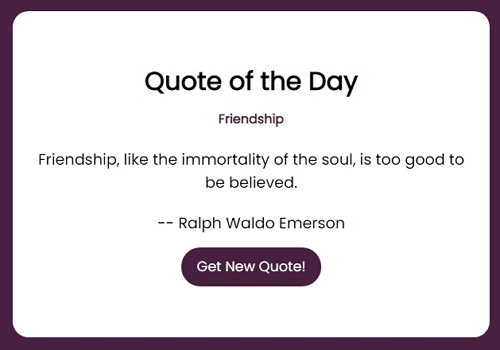 Quote of the Day
Friendship
Friendship, like the immortality of the soul, is too good to
be believed.
-- Ralph Waldo Emerson
Get New Quote!